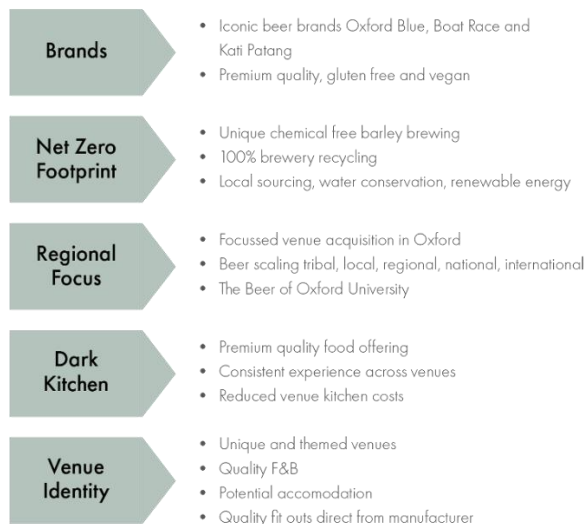 Brands
• Iconic beer brands Oxford Blue, Boat Race and
Kati Patang
• Premium quality, gluten free and vegan
Net Zero
Footprint
• Unique chemical free barley brewing
• 100% brewery recycling
• Local sourcing, water conservation, renewable energy
Regional
Focus
• Focussed venue acquisition in Oxford
• Beer scaling tribal, local, regional, national, international
• The Beer of Oxford University
Dark
Kitchen
• Premium quality food offering
• Consistent experience across venues
• Reduced venue kitchen costs
Venue
Identity
• Unique and themed venues
• Quality F&B
• Potential accomodation
• Quality fit outs direct from manufacturer